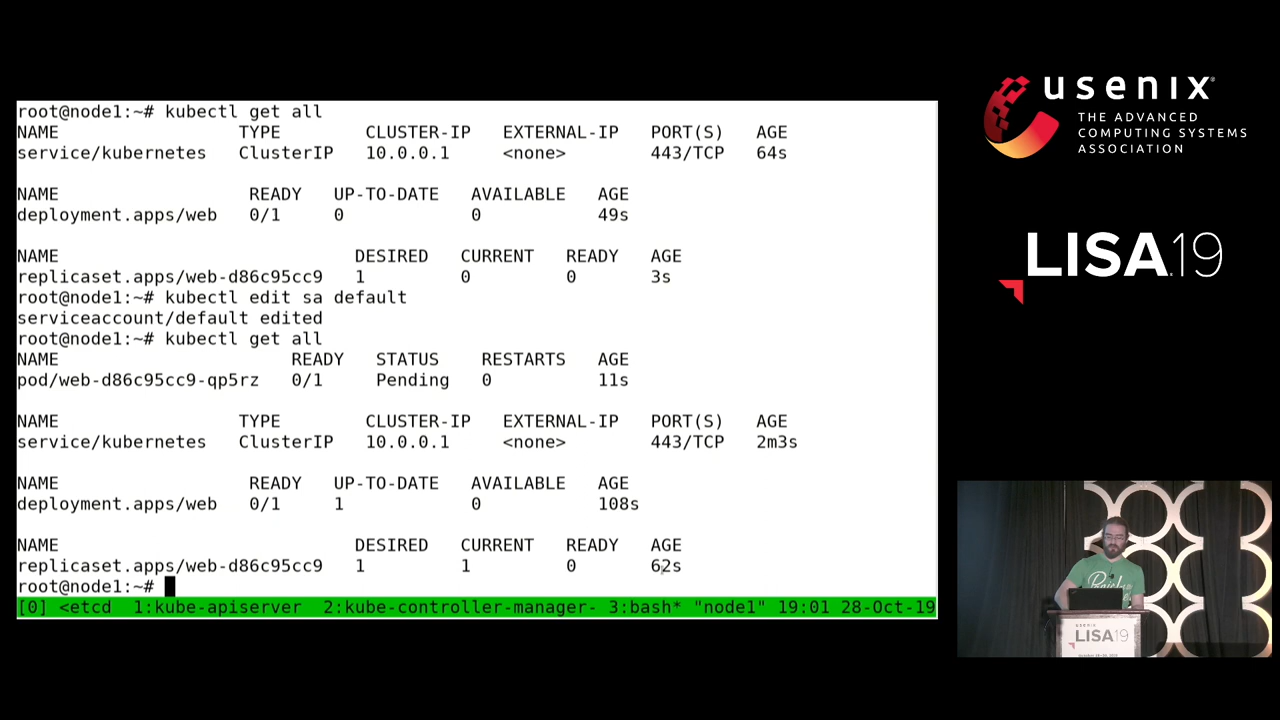 root@node1:~# kubectl get all
NAME TYPE CLUSTER-IP EXTERNAL-IP PORT(S) AGE
service/kubernetes ClusterIP 10.0.0.1 <none> 443/TCP 64s
NAME READY UP-TO-DATE AVAILABLE AGE
deployment.apps/web 0/1 0 0 49s
NAME DESIRED CURRENT READY AGE
replicaset.apps/web-d86c95cc9 1 0 0 3s
root@node1:~# kubectl edit sa default
serviceaccount/default edited
root@node1:~# kubectl get all
NAME READY STATUS RESTARTS AGE
pod/web-d86c95cc9-qp5rz 0/1 Pending 0 11s
NAME TYPE CLUSTER-IP EXTERNAL-IP PORT(S) AGE
service/kubernetes ClusterIP 10.0.0.1 <none> 443/TCP 2m3s
NAME READY UP-TO-DATE AVAILABLE AGE
deployment.apps/web 0/1 1 0 108s
NAME DESIRED CURRENT READY AGE
replicaset.apps/web-d86c95cc9 1 1 0 62s
root@node1:~#
[0] <etcd 1:kube-apiserver 2:kube-controller-manager- 3:bash* "node1" 19:01 28-Oct-19
usenix®
THE ADVANCED
COMPUTING SYSTEMS
ASSOCIATION
LISA.19
usenix
LISA19